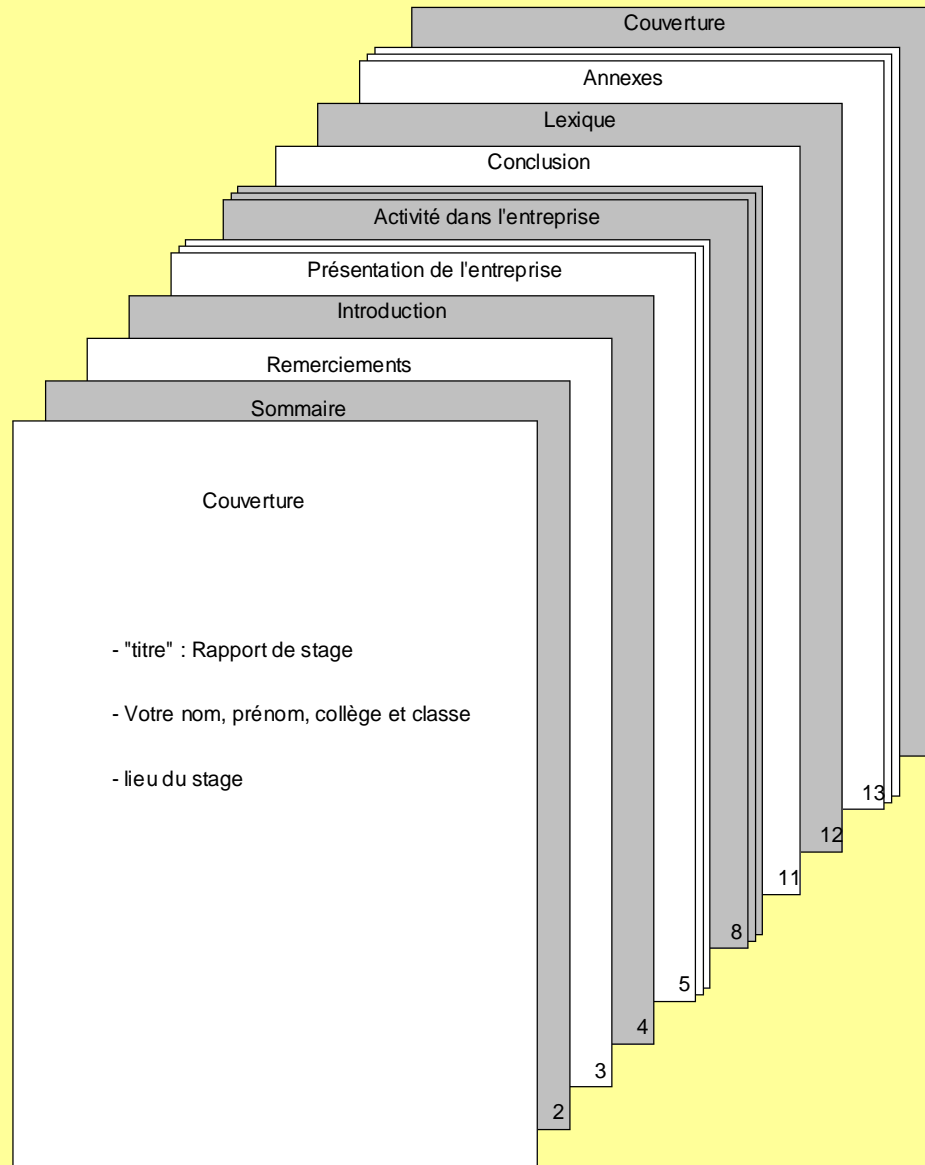 Couverture
Annexes
Lexique
Conclusion
Activité dans l'entreprise
Présentation de l'entreprise
Introduction
Remerciements
Sommaire
Couverture
- "titre" : Rapport de stage
- Votre nom, prénom, collège et classe
- lieu du stage
13
12
11
8
5
4
3
2